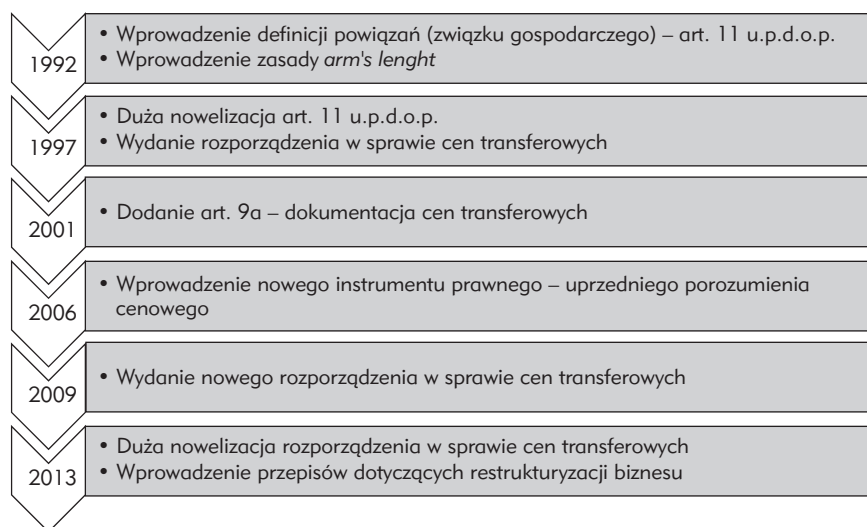 1992
• Wprowadzenie definicji powiązań (związku gospodarczego) – art. 11 u.p.d.o.p.
• Wprowadzenie zasady arm's lenght
1997
• Duża nowelizacja art. 11 u.p.d.o.p.
• Wydanie rozporządzenia w sprawie cen transferowych
2001
• Dodanie art. 9a – dokumentacja cen transferowych
2006
• Wprowadzenie nowego instrumentu prawnego – uprzedniego porozumienia
cenowego
2009
• Wydanie nowego rozporządzenia w sprawie cen transferowych
2013
• Duża nowelizacja rozporządzenia w sprawie cen transferowych
• Wprowadzenie przepisów dotyczących restrukturyzacji biznesu